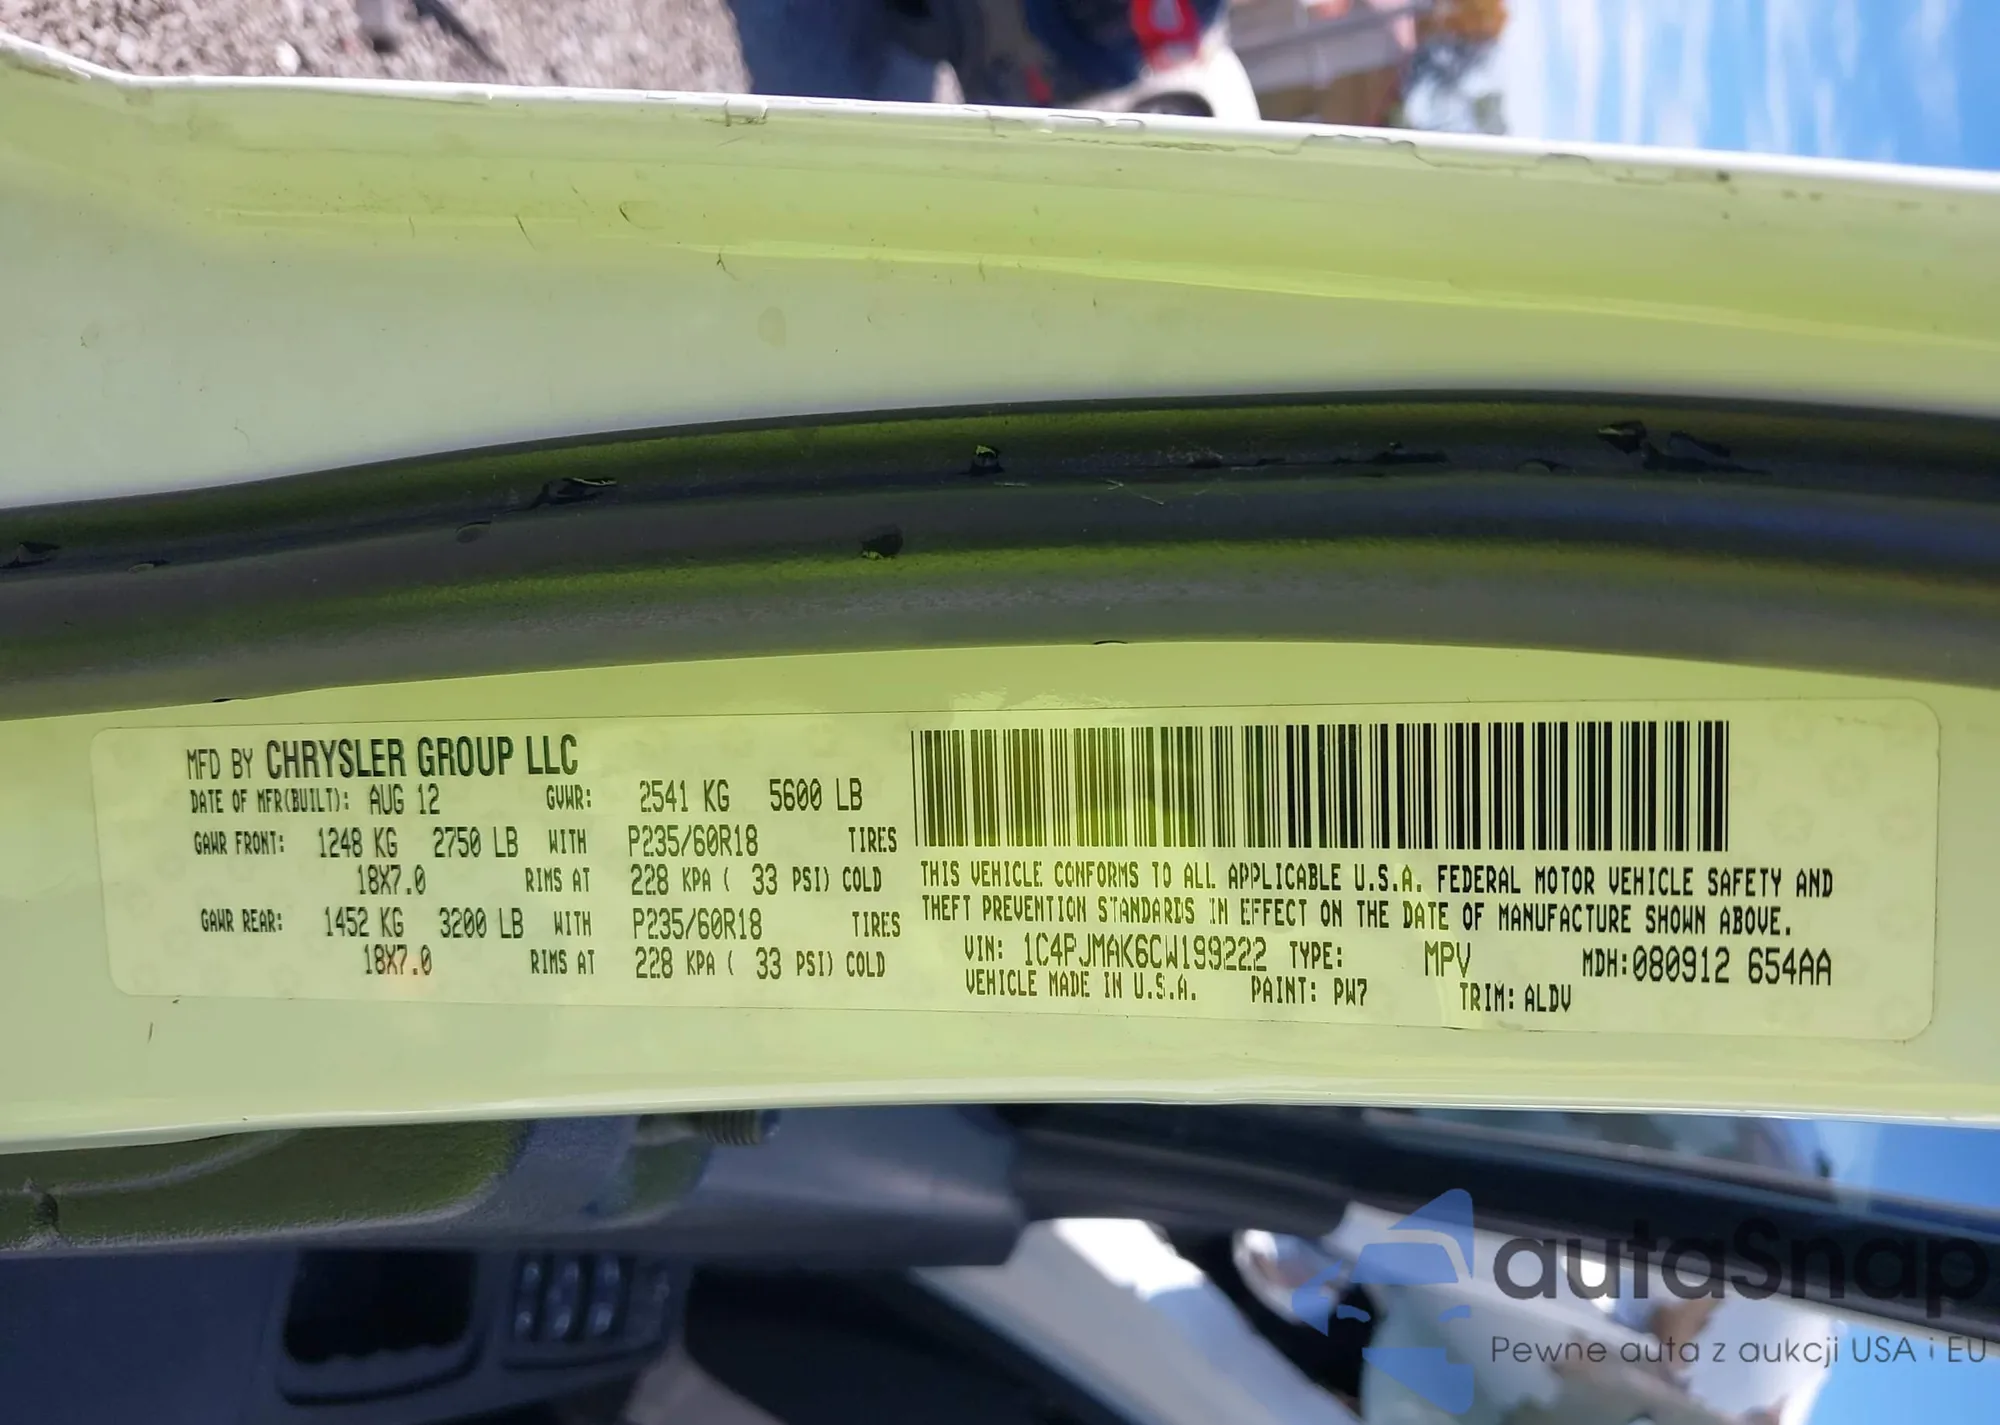 MFD BY CHRYSLER GROUP LLC
DATE OF MFR(BUILT): AUG 12 GVWR: 2541 KG 5600 LB
GAWR FRONT: 1248 KG 2750 LB WITH P235/60R18 TIRES
18X7.0 RIMS AT 228 KPA ( 33 PSI) COLD
GAWR REAR: 1452 KG 3200 LB WITH P235/60R18 TIRES
18X7.0 RIMS AT 228 KPA ( 33 PSI) COLD
THIS VEHICLE CONFORMS TO ALL APPLICABLE U.S.A. FEDERAL MOTOR VEHICLE SAFETY AND
THEFT PREVENTION STANDARDS IN EFFECT ON THE DATE OF MANUFACTURE SHOWN ABOVE.
VIN: 1C4PJMAK6CW199222 TYPE: MPV MDH:080912 654AA
VEHICLE MADE IN U.S.A. PAINT: PW7 TRIM: ALDV
autaSnap
Pewne auta z aukcji USA i EU